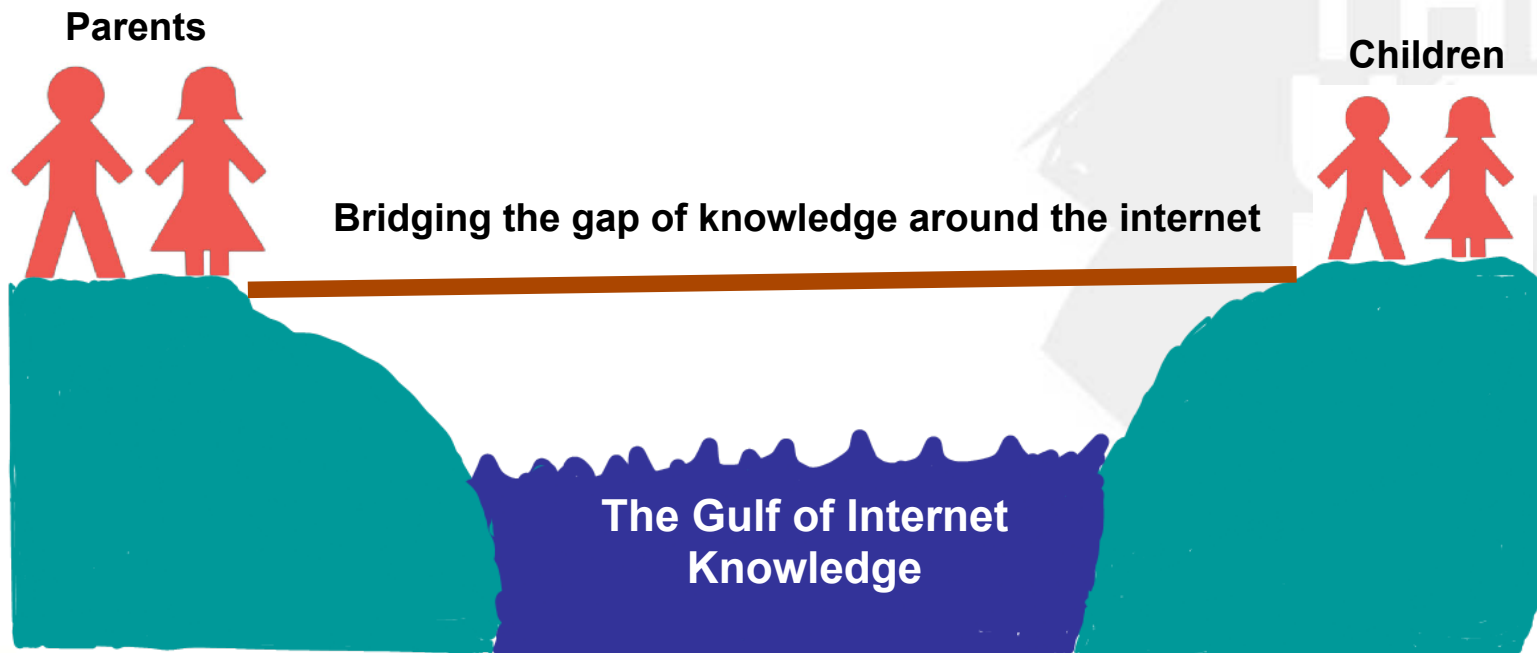 Parents
Children
Bridging the gap of knowledge around the internet
The Gulf of Internet
Knowledge